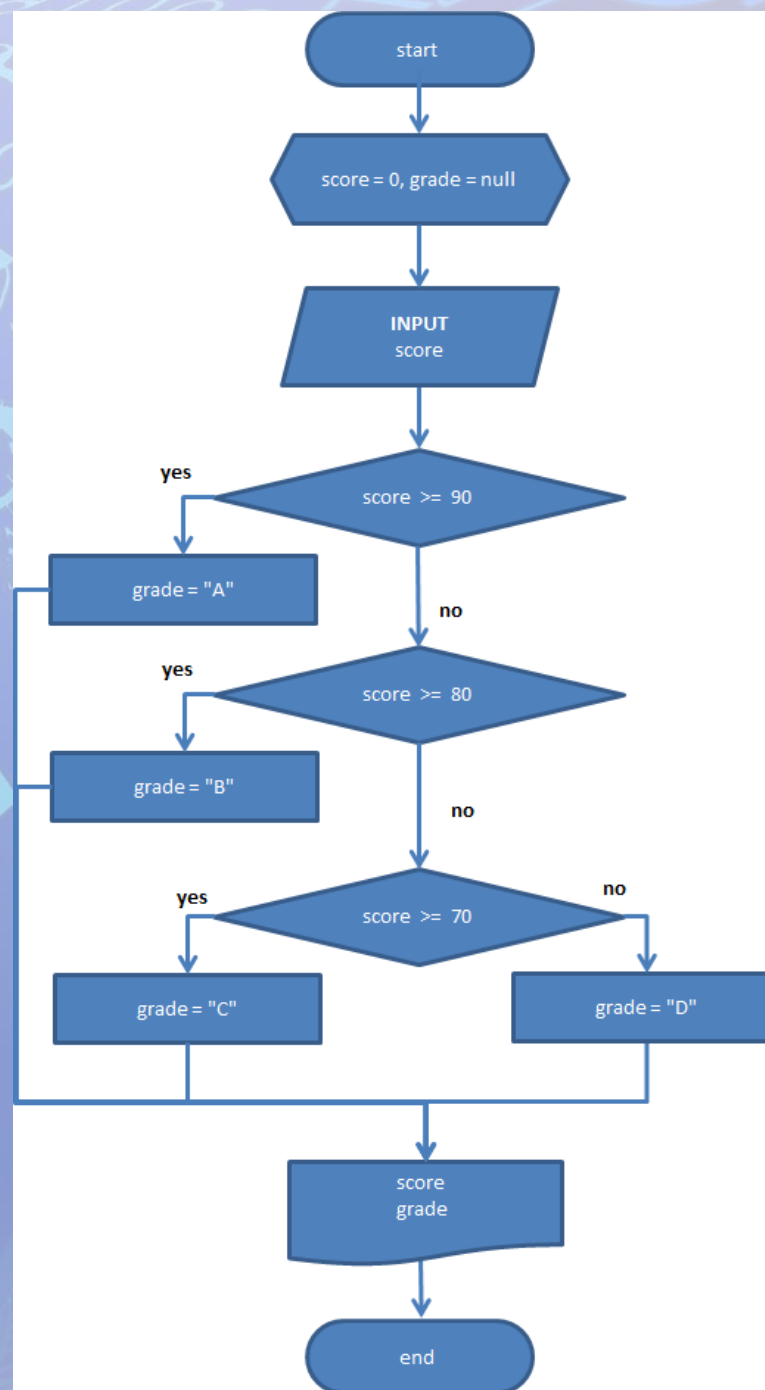 start
score = 0, grade = null
INPUT
score
yes
score >= 90
grade = "A"
no
yes
score >= 80
grade = "B"
no
yes
score >= 70
no
grade = "C"
grade = "D"
score
grade
end